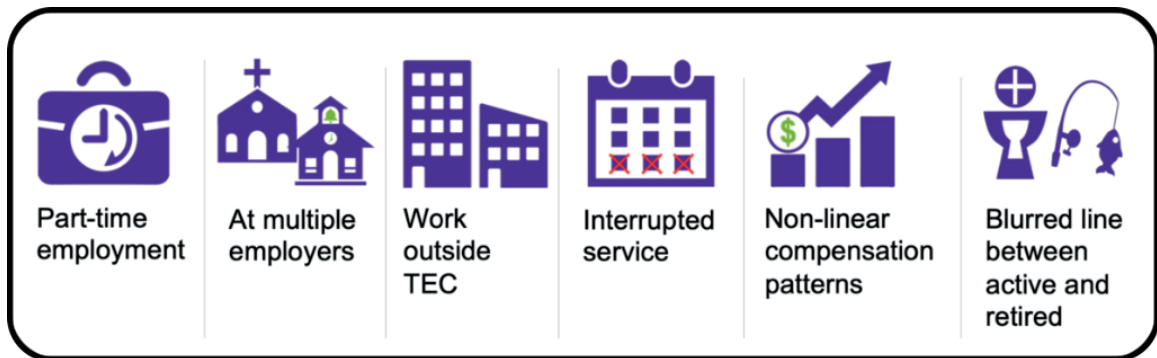 Part-time
employment
At multiple
employers
Work
outside
TEC
Interrupted
service
$
Non-linear
compensation
patterns
Blurred line
between
active and
retired